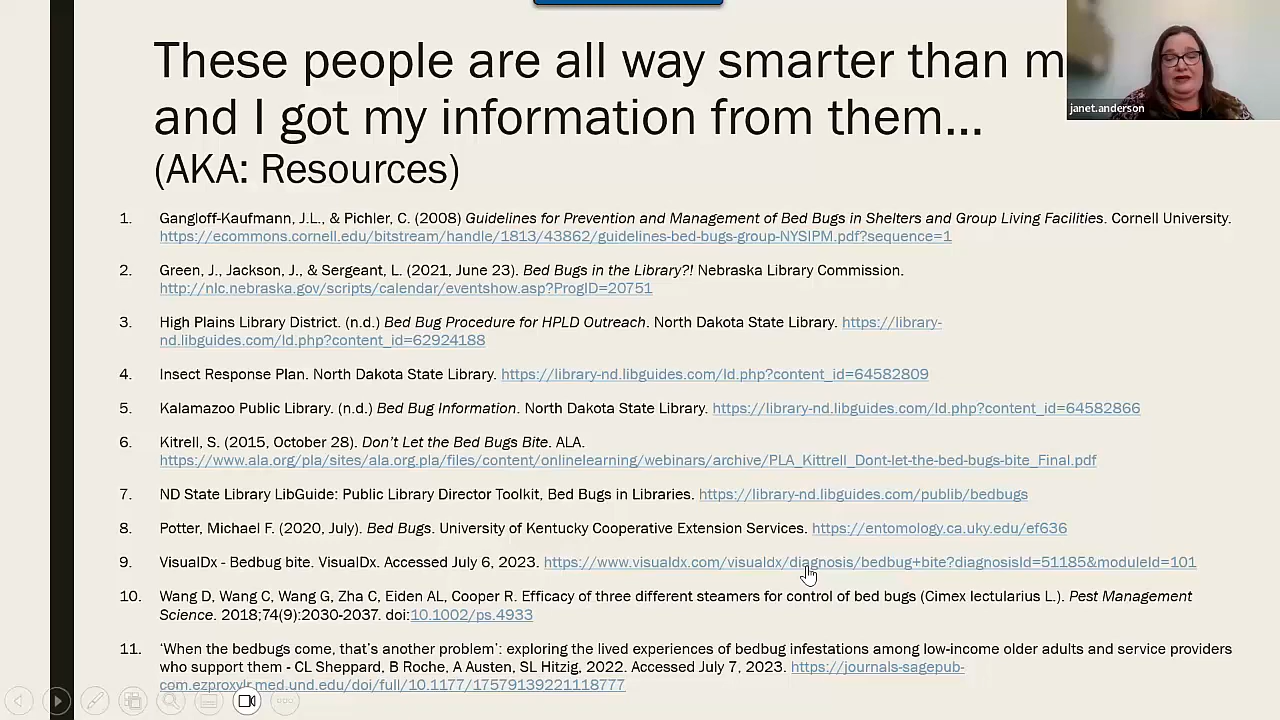 These people are all way smarter than m
and I got my information from them…
(AKA: Resources)
janet.anderson
1. Gangloff-Kaufmann, J.L., & Pichler, C. (2008) Guidelines for Prevention and Management of Bed Bugs in Shelters and Group Living Facilities. Cornell University.
https://ecommons.cornell.edu/bitstream/handle/1813/43862/guidelines-bed-bugs-group-NYSIPM.pdf?sequence=1
2. Green, J., Jackson, J., & Sergeant, L. (2021, June 23). Bed Bugs in the Library?! Nebraska Library Commission.
http://nlc.nebraska.gov/scripts/calendar/eventshow.asp?ProgID=20751
3. High Plains Library District. (n.d.) Bed Bug Procedure for HPLD Outreach. North Dakota State Library. https://library-
nd.libguides.com/ld.php?content_id=62924188
4. Insect Response Plan. North Dakota State Library. https://library-nd.libguides.com/ld.php?content_id=64582809
5. Kalamazoo Public Library. (n.d.) Bed Bug Information. North Dakota State Library. https://library-nd.libguides.com/ld.php?content_id=64582866
6. Kitrell, S. (2015, October 28). Don't Let the Bed Bugs Bite. ALA.
https://www.ala.org/pla/sites/ala.org.pla/files/content/onlinelearning/webinars/archive/PLA_Kittrell_Dont-let-the-bed-bugs-bite_Final.pdf
7. ND State Library LibGuide: Public Library Director Toolkit, Bed Bugs in Libraries. https://library-nd.libguides.com/publib/bedbugs
8. Potter, Michael F. (2020, July). Bed Bugs. University of Kentucky Cooperative Extension Services. https://entomology.ca.uky.edu/ef636
9. VisualDx - Bedbug bite. VisualDx. Accessed July 6, 2023. https://www.visualdx.com/visualdx/diagnosis/bedbug+bite?diagnosisId=51185&moduleId=101
10. Wang D, Wang C, Wang G, Zha C, Eiden AL, Cooper R. Efficacy of three different steamers for control of bed bugs (Cimex lectularius L.). Pest Management
Science. 2018;74(9):2030-2037. doi:10.1002/ps.4933
11. ‘When the bedbugs come, that’s another problem’: exploring the lived experiences of bedbug infestations among low-income older adults and service providers
who support them - CL Sheppard, B Roche, A Austen, SL Hitzig. 2022. Accessed July 7, 2023. https://journals-sagepub-
com.ezproxylr.med.und.edu/doi/full/10.1177/17579139221118777